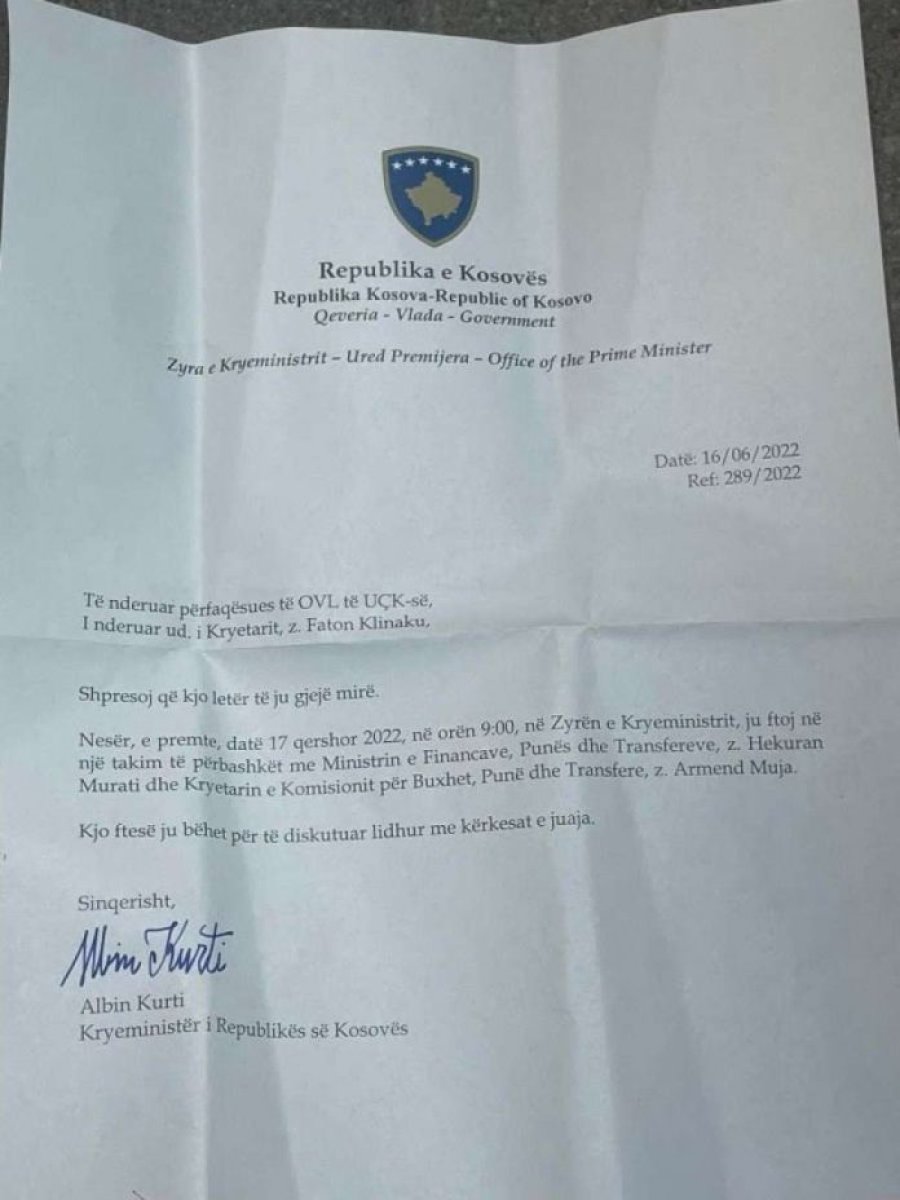 Republika e Kosovës
Republika Kosova-Republic of Kosovo
Qeveria - Vlada - Government
Zyra e Kryeministrit – Ured Premijera – Office of the Prime Minister
Datë: 16/06/2022
Ref: 289/2022
Të nderuar përfaqësues të OVL të UÇK-së,
I nderuar ud. i Kryetarit, z. Faton Klinaku,
Shpresoj që kjo letër të ju gjejë mirë.
Nesër, e premte, datë 17 qershor 2022, në orën 9:00, në Zyrën e Kryeministrit, ju ftoj në
një takim të përbashkët me Ministrin e Financave, Punës dhe Transfereve, z. Hekuran
Murati dhe Kryetarin e Komisionit për Buxhet, Punë dhe Transfere, z. Armend Muja.
Kjo ftesë ju bëhet për të diskutuar lidhur me kërkesat e juaja.
Sinqerisht,
Albin Kurti
Albin Kurti
Kryeministër i Republikës së Kosovës